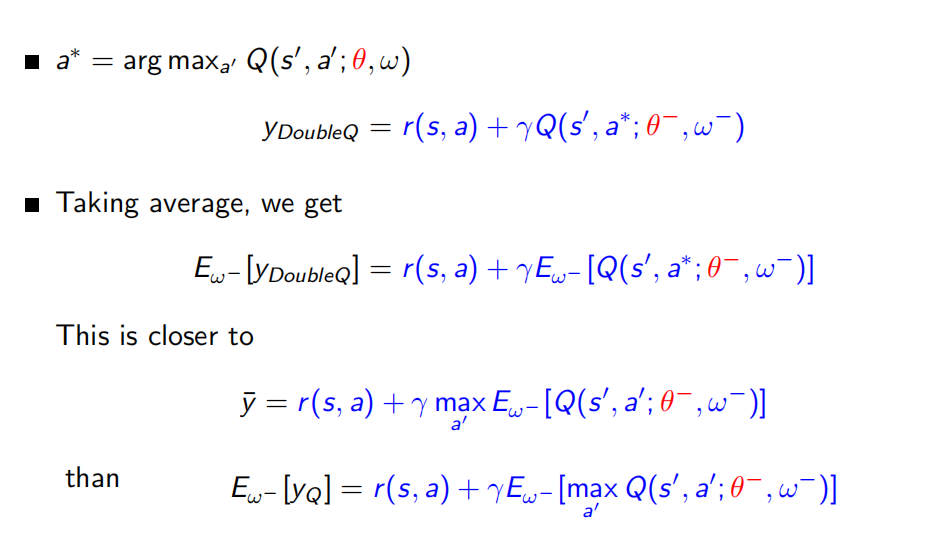 ■ a* = arg max_{a′} Q(s′, a′; θ, ω)
y_{DoubleQ} = r(s, a) + γQ(s′, a*; θ⁻, ω⁻)
■ Taking average, we get
E_{ω⁻}[y_{DoubleQ}] = r(s, a) + γE_{ω⁻}[Q(s′, a*; θ⁻, ω⁻)]
This is closer to
ȳ = r(s, a) + γ max_{a′} E_{ω⁻}[Q(s′, a′; θ⁻, ω⁻)]
than E_{ω⁻}[y_Q] = r(s, a) + γE_{ω⁻}[max_{a′} Q(s′, a′; θ⁻, ω⁻)]